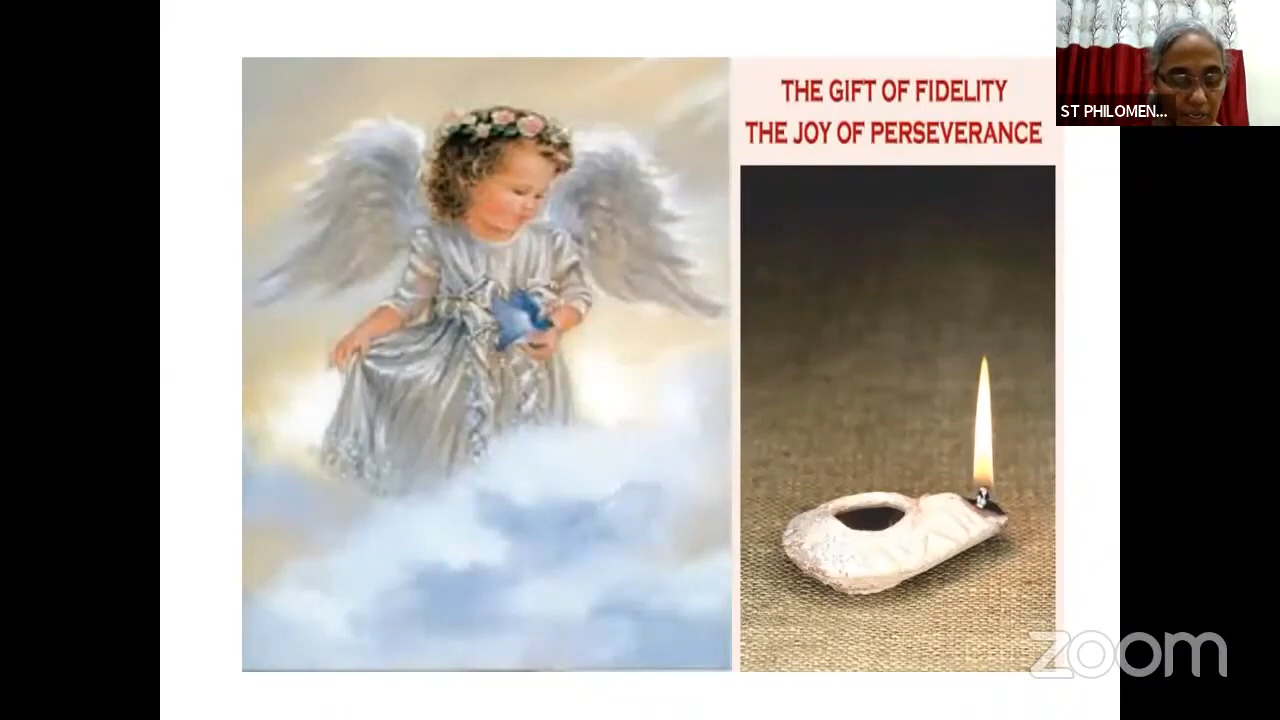 THE GIFT OF FIDELITY
THE JOY OF PERSEVERANCE
ST PHILOMEN...
zoom